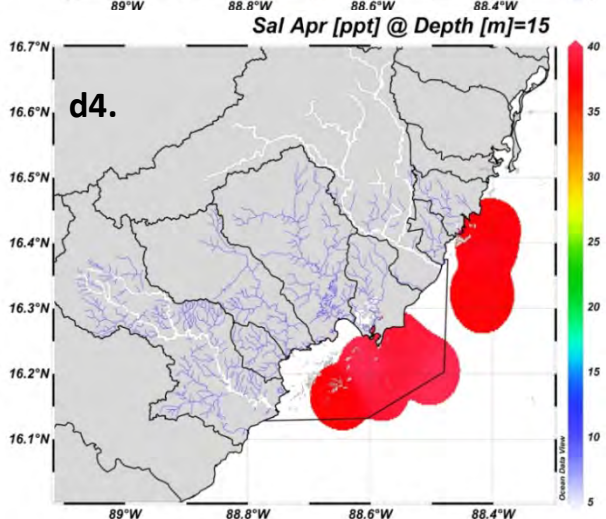 89°W 88.8°W 88.6°W 88.4°W
Sal Apr [ppt] @ Depth [m]=15
d4.
16.7°N
16.6°N
16.5°N
16.4°N
16.3°N
16.2°N
16.1°N
89°W 88.8°W 88.6°W 88.4°W
40
35
30
25
20
15
10
5
Ocean Data View